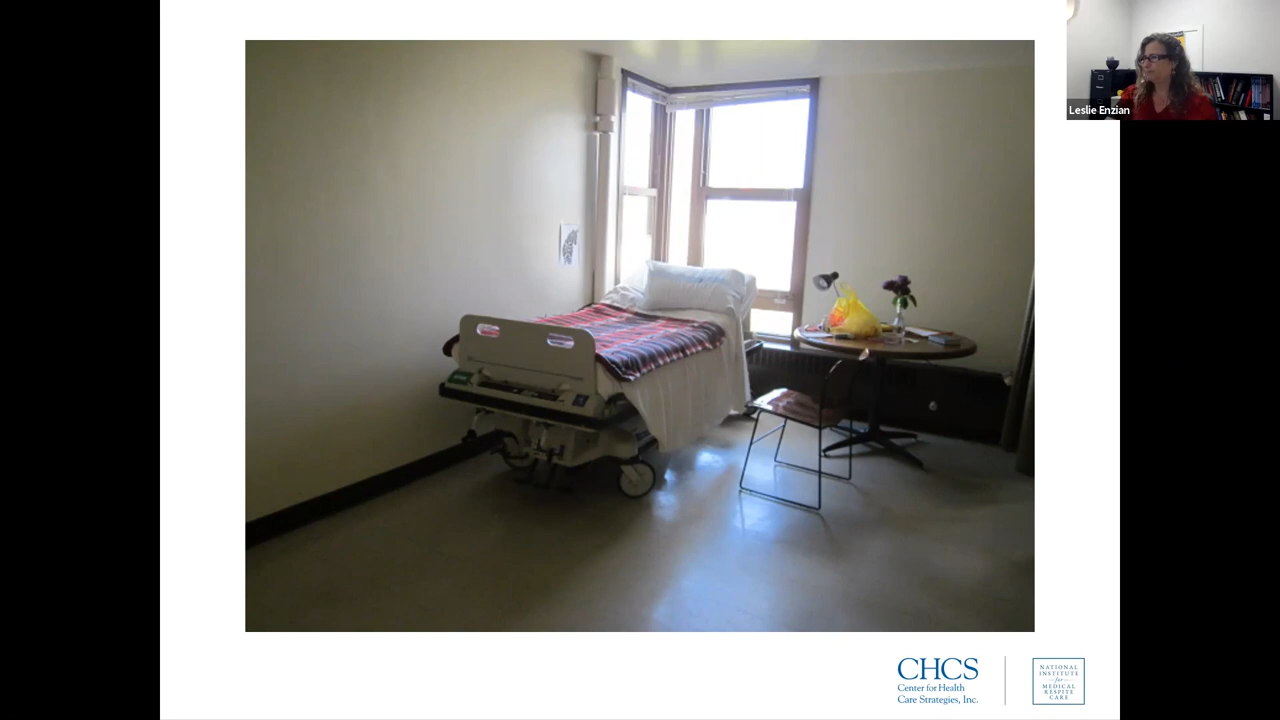 Leslie Enzian
CHCS
Center for Health
Care Strategies, Inc.
NATIONAL
INSTITUTE
for
MEDICAL
RESPITE
CARE